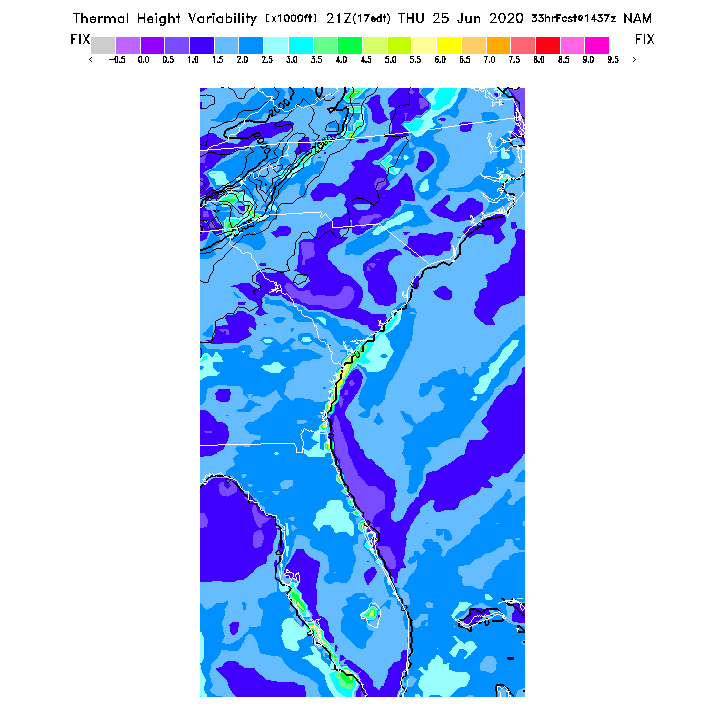 Thermal Height Variability [x1000ft] 21Z(17edt) THU 25 Jun 2020 33hrFcst@1437z NAM
FIX FIX
< -0.5 0.0 0.5 1.0 1.5 2.0 2.5 3.0 3.5 4.0 4.5 5.0 5.5 6.0 6.5 7.0 7.5 8.0 8.5 9.0 9.5 >
2000